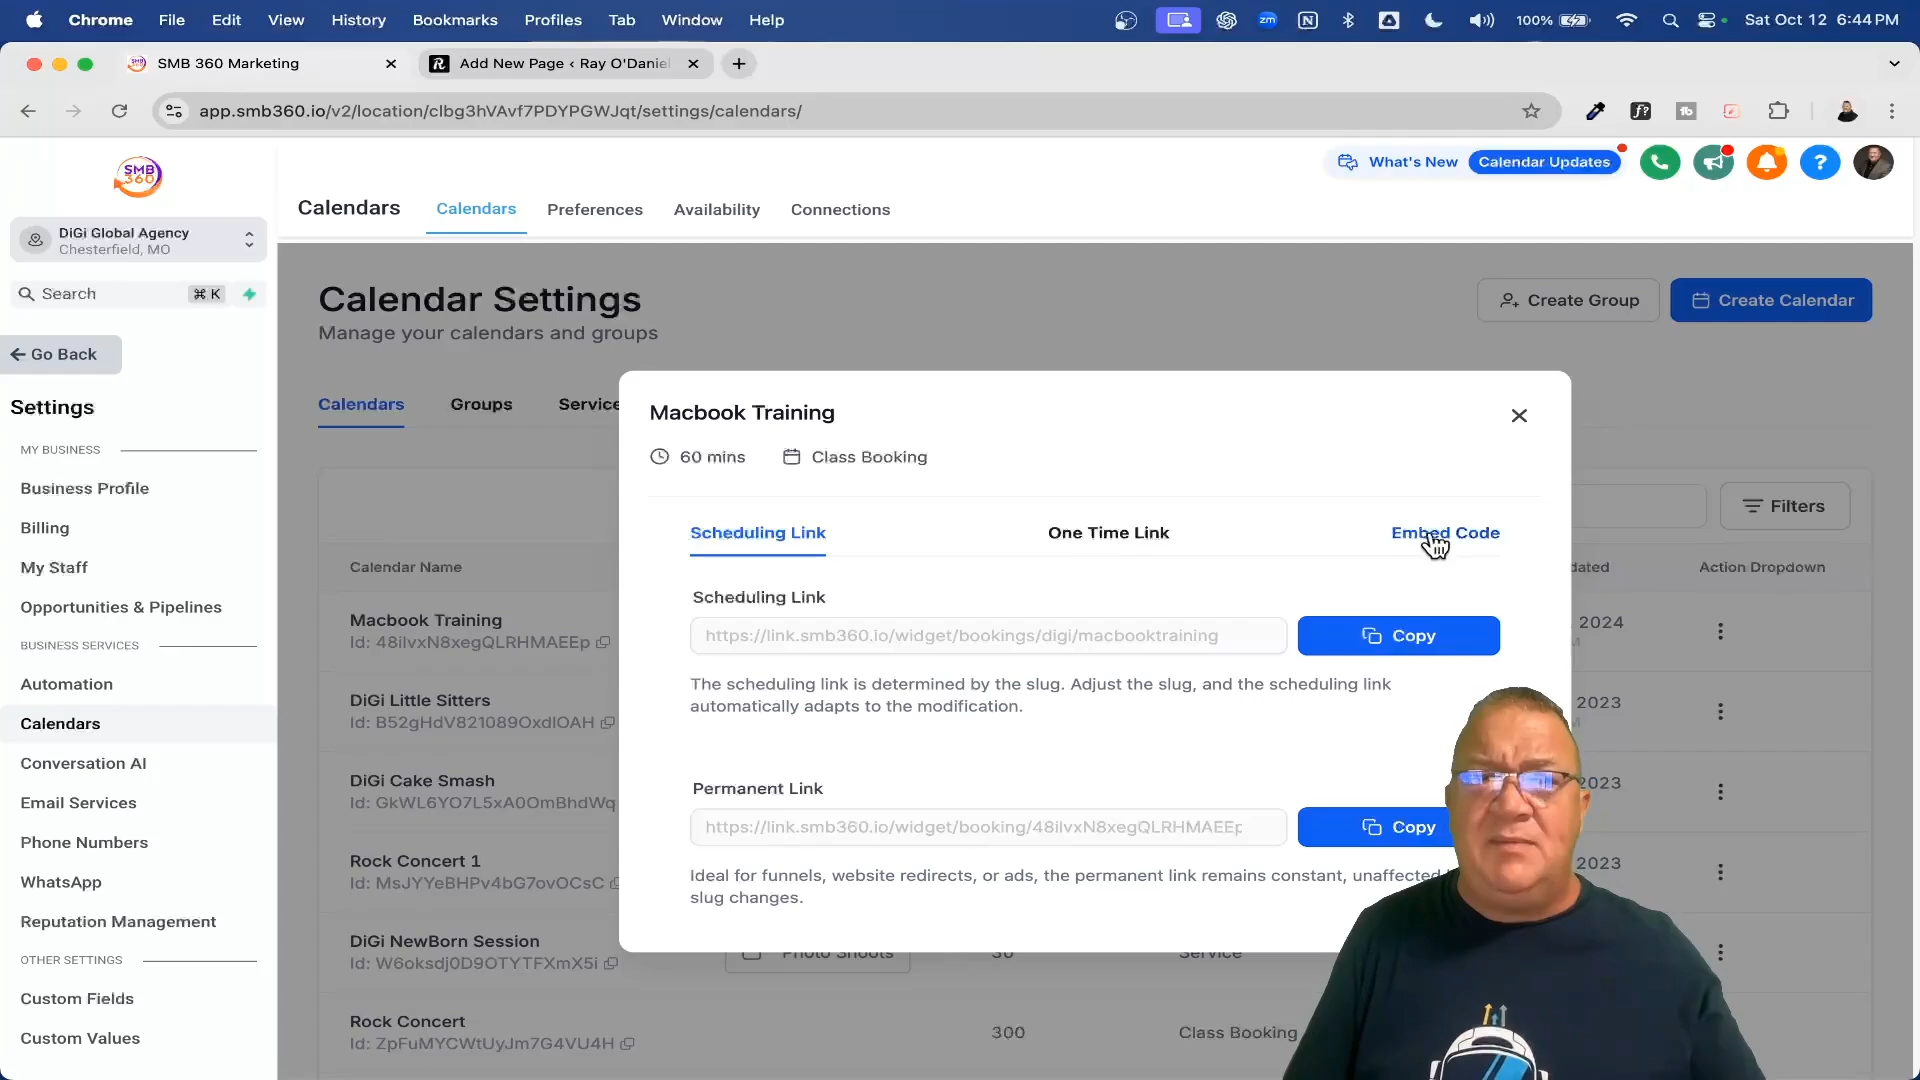 Chrome File Edit View History Bookmarks Profiles Tab Window Help 100% Sat Oct 12 6:44 PM
SMB 360 Marketing
Add New Page ‹ Ray O'Daniel
app.smb360.io/v2/location/clbg3hVAvf7PDYPGWJqt/settings/calendars/
SMB
360
What's New Calendar Updates
Calendars Calendars Preferences Availability Connections
DiGi Global Agency
Chesterfield, MO
Search ⌘ K
Go Back
Settings
MY BUSINESS
Business Profile
Billing
My Staff
Opportunities & Pipelines
BUSINESS SERVICES
Automation
Calendars
Conversation AI
Email Services
Phone Numbers
WhatsApp
Reputation Management
OTHER SETTINGS
Custom Fields
Custom Values
Calendar Settings
Manage your calendars and groups
Create Group
Create Calendar
Calendars Groups Service
Filters
Calendar Name
dated
Action Dropdown
Macbook Training
Id: 48ilvxN8xegQLRHMAEEp
2024
DiGi Little Sitters
Id: B52gHdV821089OxdlOAH
2023
DiGi Cake Smash
Id: GkWL6YO7L5xA0OmBhdWq
2023
Rock Concert 1
Id: MsJYYeBHPv4bG7ovOCsC
2023
DiGi NewBorn Session
Id: W6oksdj0D9OTYTFXmX5i
Photo Shoots 30 Service
Rock Concert
Id: ZpFuMYCWtUyJm7G4VU4H
300 Class Booking
Macbook Training
60 mins Class Booking
Scheduling Link One Time Link Embed Code
Scheduling Link
https://link.smb360.io/widget/bookings/digi/macbooktraining
Copy
The scheduling link is determined by the slug. Adjust the slug, and the scheduling link
automatically adapts to the modification.
Permanent Link
https://link.smb360.io/widget/booking/48ilvxN8xegQLRHMAEEp
Copy
Ideal for funnels, website redirects, or ads, the permanent link remains constant, unaffected
slug changes.